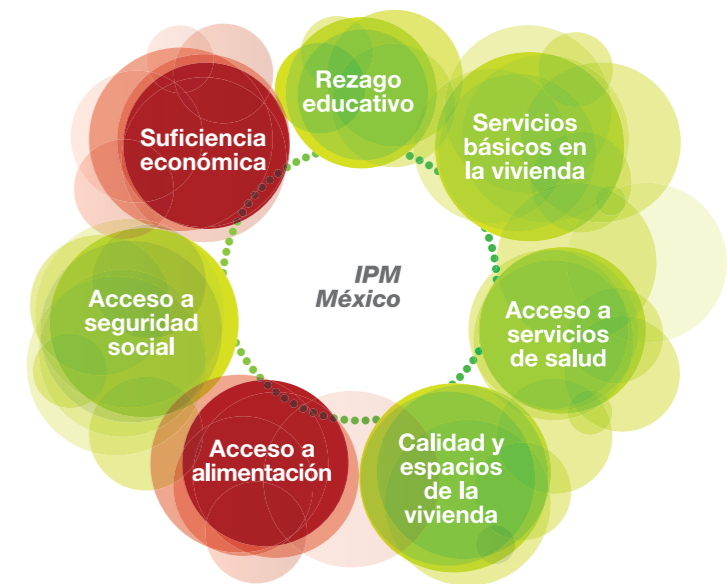 Rezago
educativo
Servicios
básicos en
la vivienda
Acceso a
servicios
de salud
Calidad y
espacios
de la
vivienda
Acceso a
alimentación
Acceso a
seguridad
social
Suficiencia
económica
IPM
México